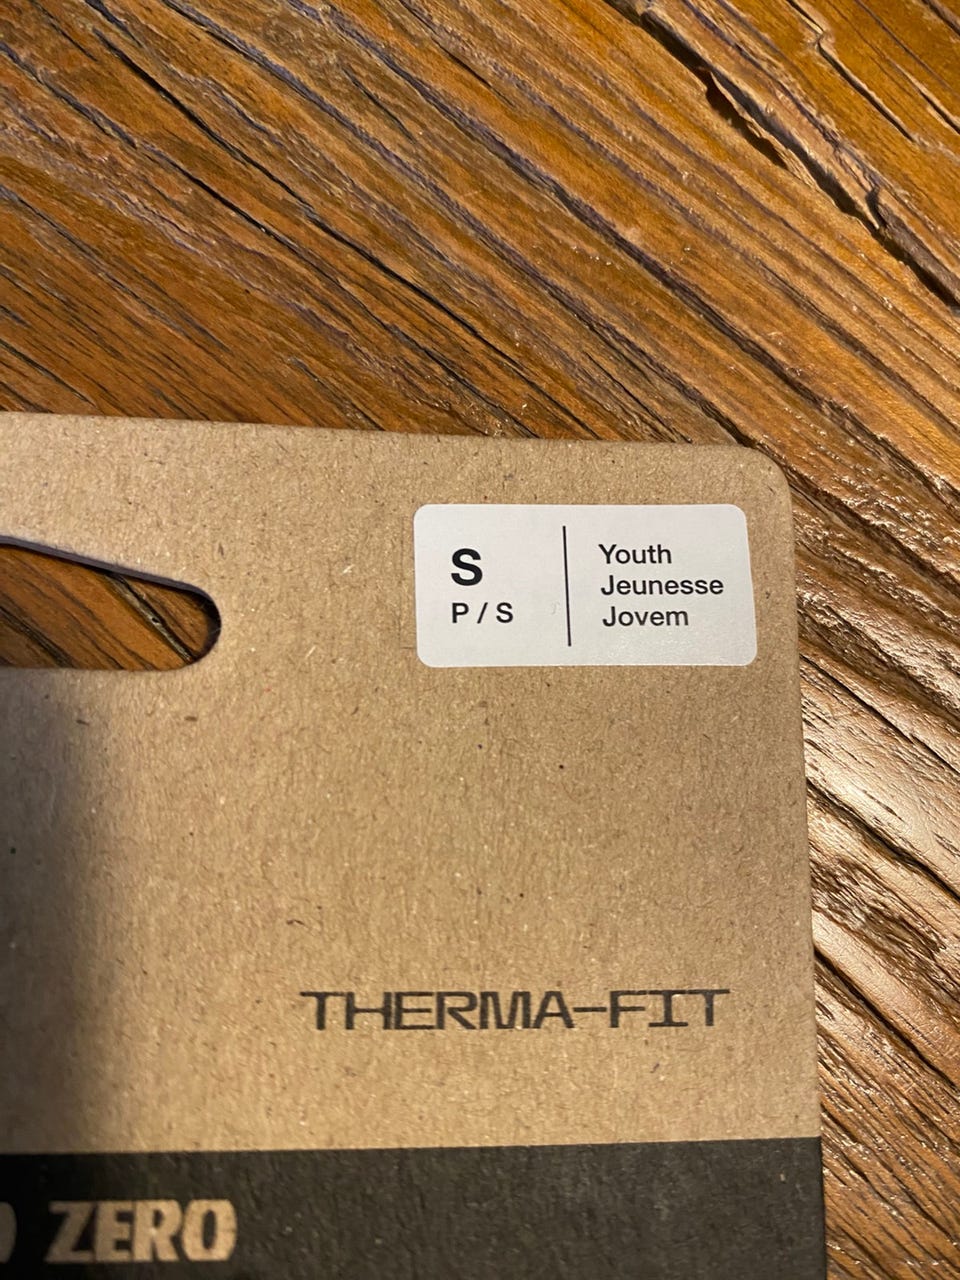 S
P / S
Youth
Jeunesse
Jovem
THERMA-FIT
ZERO